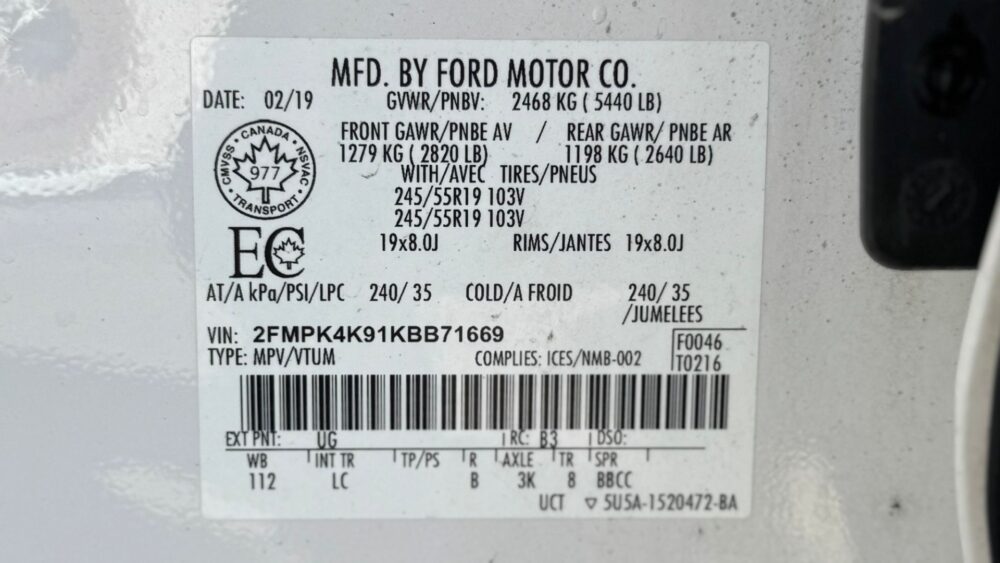 MFD. BY FORD MOTOR CO.
DATE: 02/19 GVWR/PNBV: 2468 KG ( 5440 LB)
FRONT GAWR/PNBE AV / REAR GAWR/ PNBE AR
1279 KG ( 2820 LB) 1198 KG ( 2640 LB)
WITH/AVEC TIRES/PNEUS
245/55R19 103V
245/55R19 103V
19x8.0J RIMS/JANTES 19x8.0J
CANADA • NSVAC • TRANSPORT • CMVSS •
977
EC
AT/A kPa/PSI/LPC 240/ 35 COLD/A FROID 240/ 35
/JUMELEES
VIN: 2FMPK4K91KBB71669
TYPE: MPV/VTUM COMPLIES: ICES/NMB-002
F0046
T0216
EXT PNT: UG RC: B3 DSO:
WB INT TR TP/PS R AXLE TR SPR
112 LC B 3K 8 BBCC
UCT ▽ 5U5A-1520472-BA